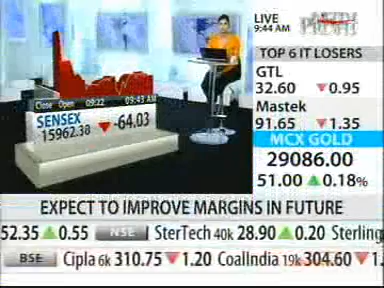 LIVE
9:44 AM
PROFIT
TOP 6 IT LOSERS
GTL
32.60 ▼0.95
Mastek
91.65 ▼1.35
MCX GOLD
29086.00
51.00 ▲0.18%
Close Open 09:22 09:43 AM
SENSEX
15962.38 ▼ -64.03
EXPECT TO IMPROVE MARGINS IN FUTURE
52.35 ▲0.55 NSE SterTech 40k 28.90 ▲0.20 Sterling
BSE Cipla 6k 310.75 ▼1.20 CoalIndia 19k 304.60 ▼1.